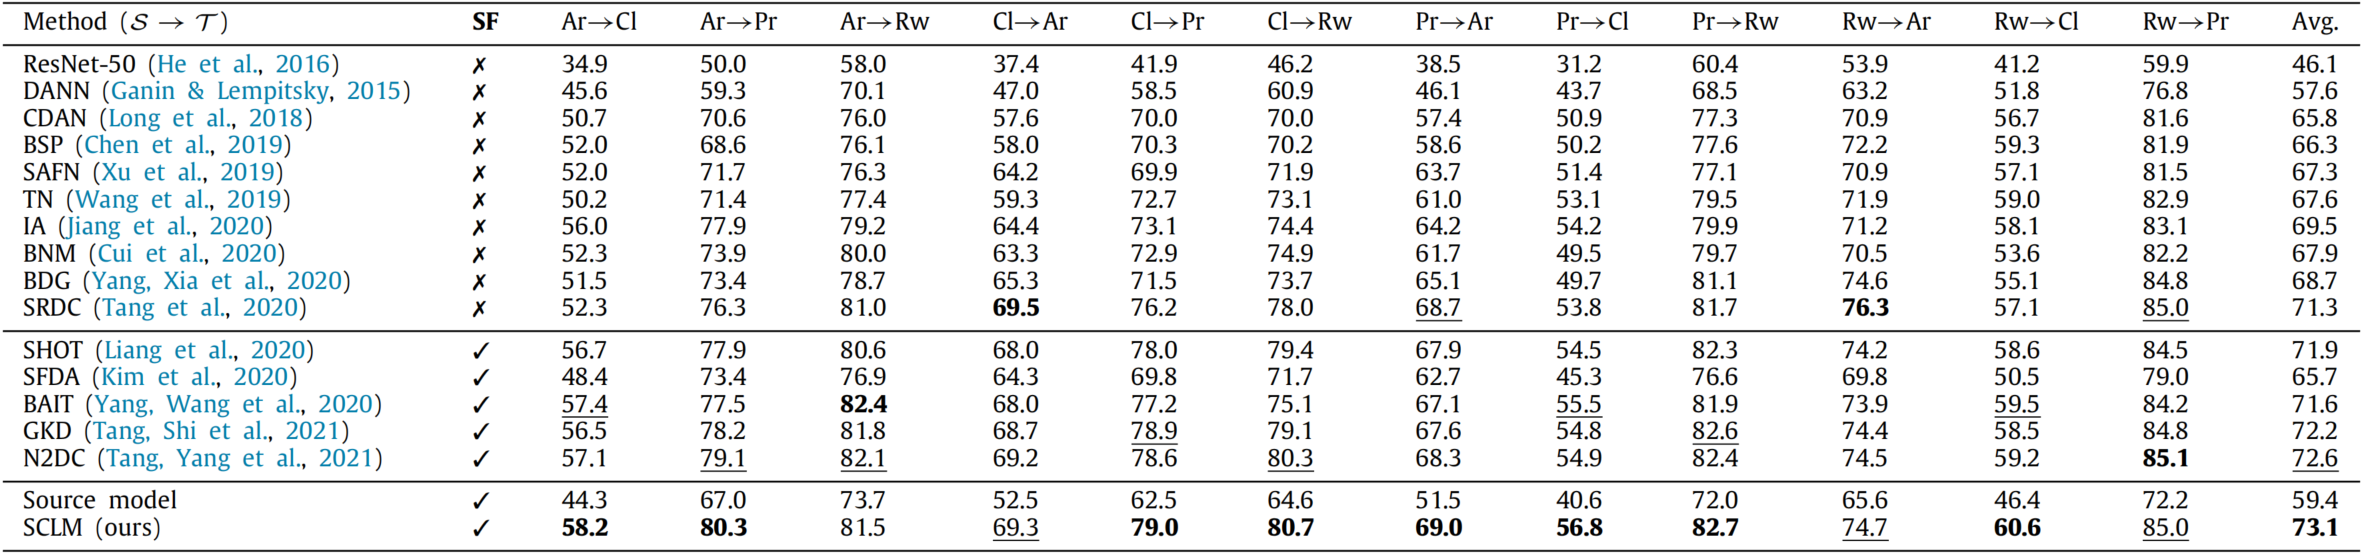 Method (𝒮 → 𝒯) SF Ar→Cl Ar→Pr Ar→Rw Cl→Ar Cl→Pr Cl→Rw Pr→Ar Pr→Cl Pr→Rw Rw→Ar Rw→Cl Rw→Pr Avg.
ResNet-50 (He et al., 2016) ✗ 34.9 50.0 58.0 37.4 41.9 46.2 38.5 31.2 60.4 53.9 41.2 59.9 46.1
DANN (Ganin & Lempitsky, 2015) ✗ 45.6 59.3 70.1 47.0 58.5 60.9 46.1 43.7 68.5 63.2 51.8 76.8 57.6
CDAN (Long et al., 2018) ✗ 50.7 70.6 76.0 57.6 70.0 70.0 57.4 50.9 77.3 70.9 56.7 81.6 65.8
BSP (Chen et al., 2019) ✗ 52.0 68.6 76.1 58.0 70.3 70.2 58.6 50.2 77.6 72.2 59.3 81.9 66.3
SAFN (Xu et al., 2019) ✗ 52.0 71.7 76.3 64.2 69.9 71.9 63.7 51.4 77.1 70.9 57.1 81.5 67.3
TN (Wang et al., 2019) ✗ 50.2 71.4 77.4 59.3 72.7 73.1 61.0 53.1 79.5 71.9 59.0 82.9 67.6
IA (Jiang et al., 2020) ✗ 56.0 77.9 79.2 64.4 73.1 74.4 64.2 54.2 79.9 71.2 58.1 83.1 69.5
BNM (Cui et al., 2020) ✗ 52.3 73.9 80.0 63.3 72.9 74.9 61.7 49.5 79.7 70.5 53.6 82.2 67.9
BDG (Yang, Xia et al., 2020) ✗ 51.5 73.4 78.7 65.3 71.5 73.7 65.1 49.7 81.1 74.6 55.1 84.8 68.7
SRDC (Tang et al., 2020) ✗ 52.3 76.3 81.0 69.5 76.2 78.0 68.7 53.8 81.7 76.3 57.1 85.0 71.3
SHOT (Liang et al., 2020) ✓ 56.7 77.9 80.6 68.0 78.0 79.4 67.9 54.5 82.3 74.2 58.6 84.5 71.9
SFDA (Kim et al., 2020) ✓ 48.4 73.4 76.9 64.3 69.8 71.7 62.7 45.3 76.6 69.8 50.5 79.0 65.7
BAIT (Yang, Wang et al., 2020) ✓ 57.4 77.5 82.4 68.0 77.2 75.1 67.1 55.5 81.9 73.9 59.5 84.2 71.6
GKD (Tang, Shi et al., 2021) ✓ 56.5 78.2 81.8 68.7 78.9 79.1 67.6 54.8 82.6 74.4 58.5 84.8 72.2
N2DC (Tang, Yang et al., 2021) ✓ 57.1 79.1 82.1 69.2 78.6 80.3 68.3 54.9 82.4 74.5 59.2 85.1 72.6
Source model ✓ 44.3 67.0 73.7 52.5 62.5 64.6 51.5 40.6 72.0 65.6 46.4 72.2 59.4
SCLM (ours) ✓ 58.2 80.3 81.5 69.3 79.0 80.7 69.0 56.8 82.7 74.7 60.6 85.0 73.1